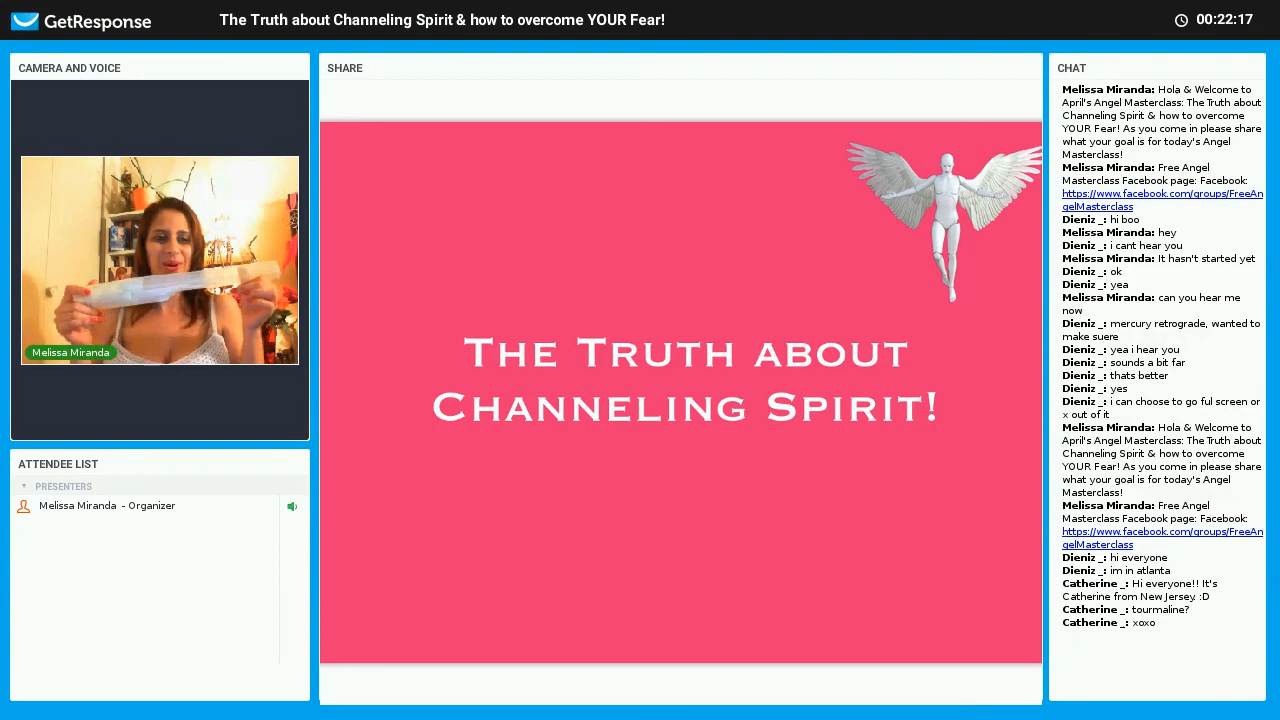 GetResponse
The Truth about Channeling Spirit & how to overcome YOUR Fear!
00:22:17
CAMERA AND VOICE
Melissa Miranda
ATTENDEE LIST
PRESENTERS
Melissa Miranda - Organizer
SHARE
The Truth about
Channeling Spirit!
CHAT
Melissa Miranda: Hola & Welcome to
April's Angel Masterclass: The Truth about
Channeling Spirit & how to overcome
YOUR Fear! As you come in please share
what your goal is for today's Angel
Masterclass!
Melissa Miranda: Free Angel
Masterclass Facebook page: Facebook:
https://www.facebook.com/groups/FreeAn
gelMasterclass
Dieniz _: hi boo
Melissa Miranda: hey
Dieniz _: i cant hear you
Melissa Miranda: It hasn't started yet
Dieniz _: ok
Dieniz _: yea
Melissa Miranda: can you hear me
now
Dieniz _: mercury retrograde, wanted to
make suere
Dieniz _: yea i hear you
Dieniz _: sounds a bit far
Dieniz _: thats better
Dieniz _: yes
Dieniz _: i can choose to go ful screen or
x out of it
Melissa Miranda: Hola & Welcome to
April's Angel Masterclass: The Truth about
Channeling Spirit & how to overcome
YOUR Fear! As you come in please share
what your goal is for today's Angel
Masterclass!
Melissa Miranda: Free Angel
Masterclass Facebook page: Facebook:
https://www.facebook.com/groups/FreeAn
gelMasterclass
Dieniz _: hi everyone
Dieniz _: im in atlanta
Catherine _: Hi everyone!! It's
Catherine from New Jersey. :D
Catherine _: tourmaline?
Catherine _: xoxo